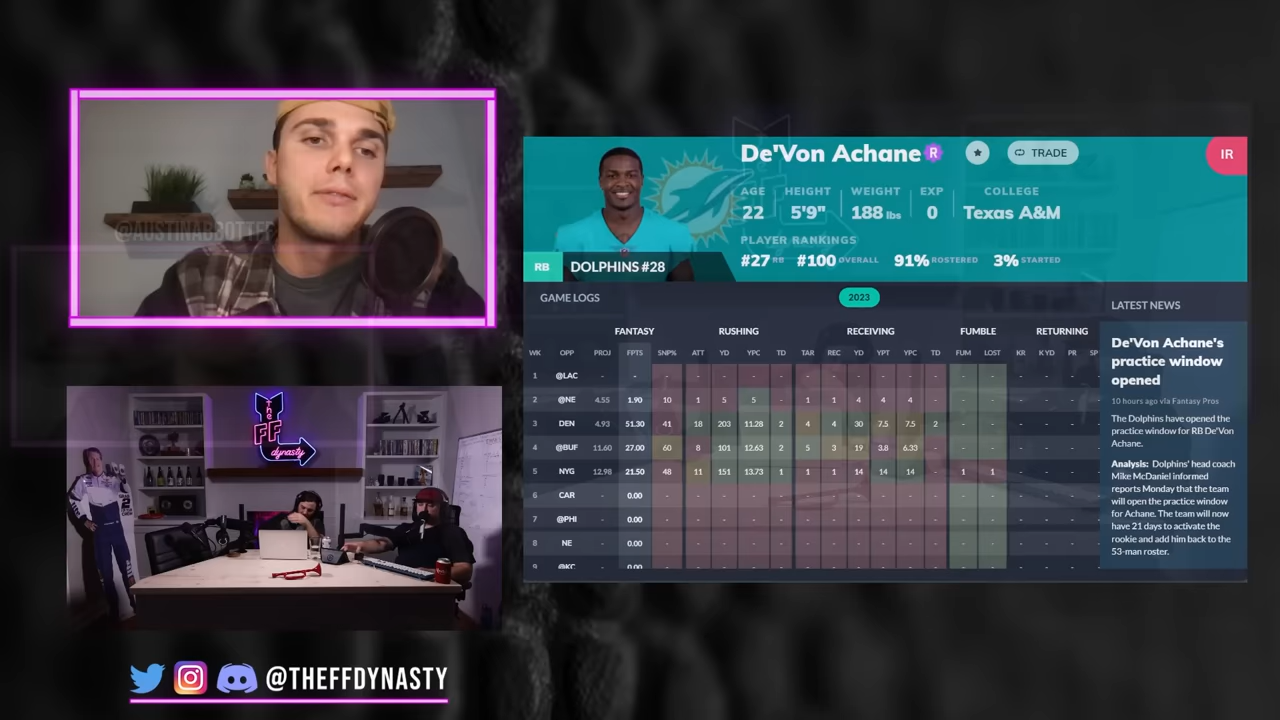 @AUSTINABBOTTFF
The
FF
dynasty
@THEFFDYNASTY
De'Von Achane R
TRADE
IR
AGE HEIGHT WEIGHT EXP COLLEGE
22 5'9" 188 lbs 0 Texas A&M
PLAYER RANKINGS
#27 RB #100 OVERALL 91% ROSTERED 3% STARTED
RB DOLPHINS #28
GAME LOGS 2023
FANTASY RUSHING RECEIVING FUMBLE RETURNING
WK OPP PROJ FPTS SNP% ATT YD YPC TD TAR REC YD YPT YPC TD FUM LOST KR KYD PR SP
1 @LAC - - - - - - - - - - - - - - - - - -
2 @NE 4.55 1.90 10 1 5 5 - 1 1 4 4 4 - - - - - -
3 DEN 4.93 51.30 41 18 203 11.28 2 4 4 30 7.5 7.5 2 - - - - -
4 @BUF 11.60 27.00 60 8 101 12.63 2 5 3 19 3.8 6.33 - - - - - -
5 NYG 12.98 21.50 48 11 151 13.73 1 1 1 14 14 14 - 1 1 - - -
6 CAR - 0.00 - - - - - - - - - - - - - - - -
7 @PHI - 0.00 - - - - - - - - - - - - - - - -
8 NE - 0.00 - - - - - - - - - - - - - - - -
9 @KC 0.00
LATEST NEWS
De'Von Achane's
practice window
opened
10 hours ago via Fantasy Pros
The Dolphins have opened the
practice window for RB De'Von
Achane.
Analysis: Dolphins' head coach
Mike McDaniel informed
reports Monday that the team
will open the practice window
for Achane. The team will now
have 21 days to activate the
rookie and add him back to the
53-man roster.